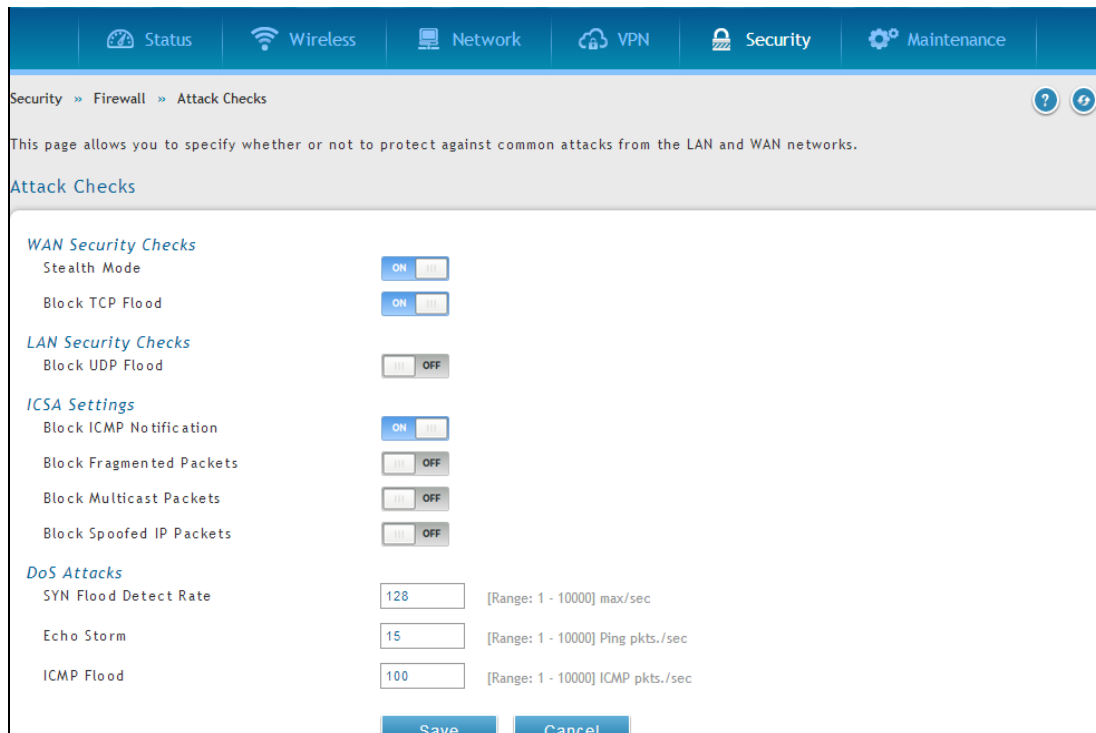 Status Wireless Network VPN Security Maintenance
Security » Firewall » Attack Checks ?
This page allows you to specify whether or not to protect against common attacks from the LAN and WAN networks.
Attack Checks
WAN Security Checks
Stealth Mode ON
Block TCP Flood ON
LAN Security Checks
Block UDP Flood OFF
ICSA Settings
Block ICMP Notification ON
Block Fragmented Packets OFF
Block Multicast Packets OFF
Block Spoofed IP Packets OFF
DoS Attacks
SYN Flood Detect Rate 128 [Range: 1 - 10000] max/sec
Echo Storm 15 [Range: 1 - 10000] Ping pkts./sec
ICMP Flood 100 [Range: 1 - 10000] ICMP pkts./sec
Save Cancel